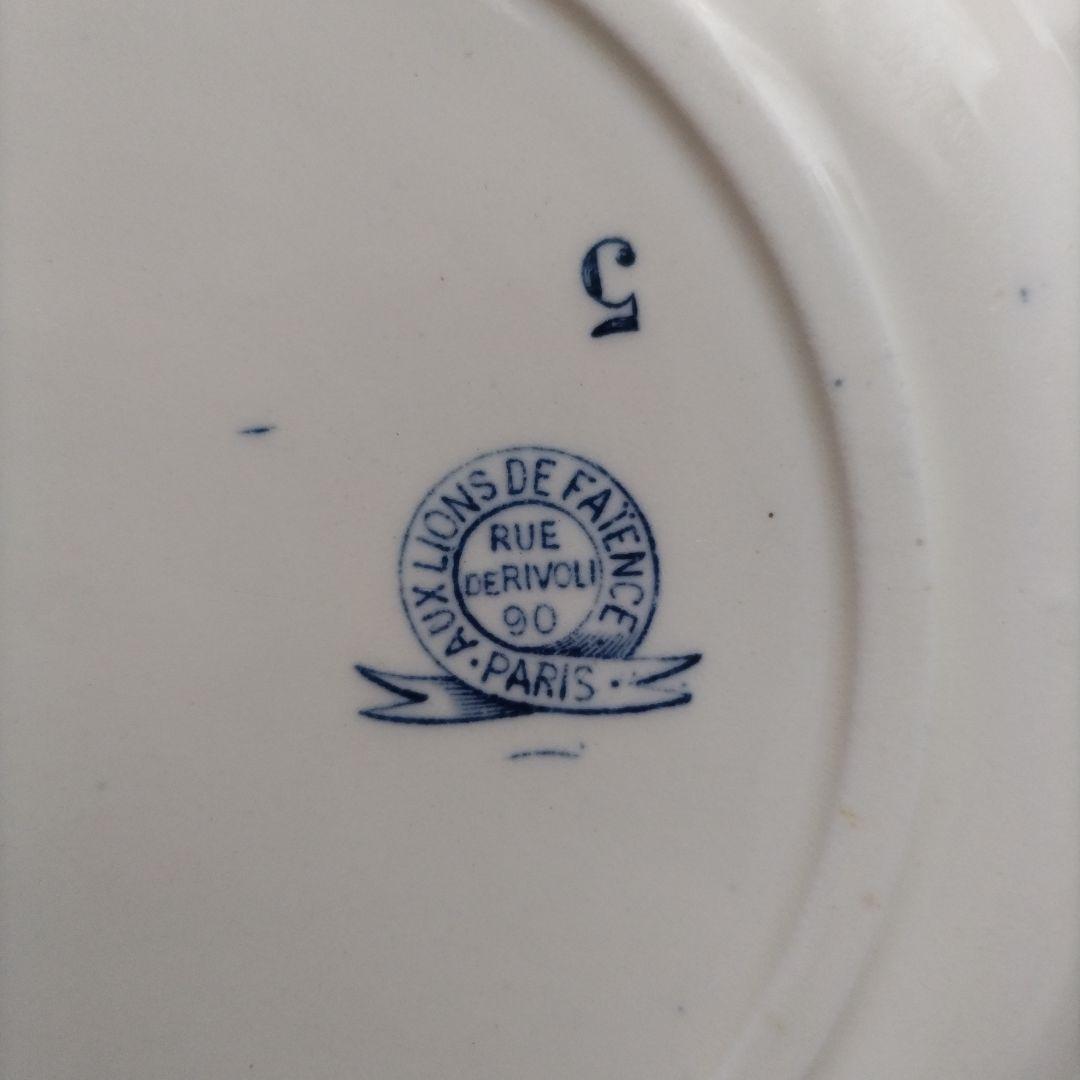 5
AUX LIONS DE FAÏENCE
RUE
DE RIVOLI
90
· PARIS ·